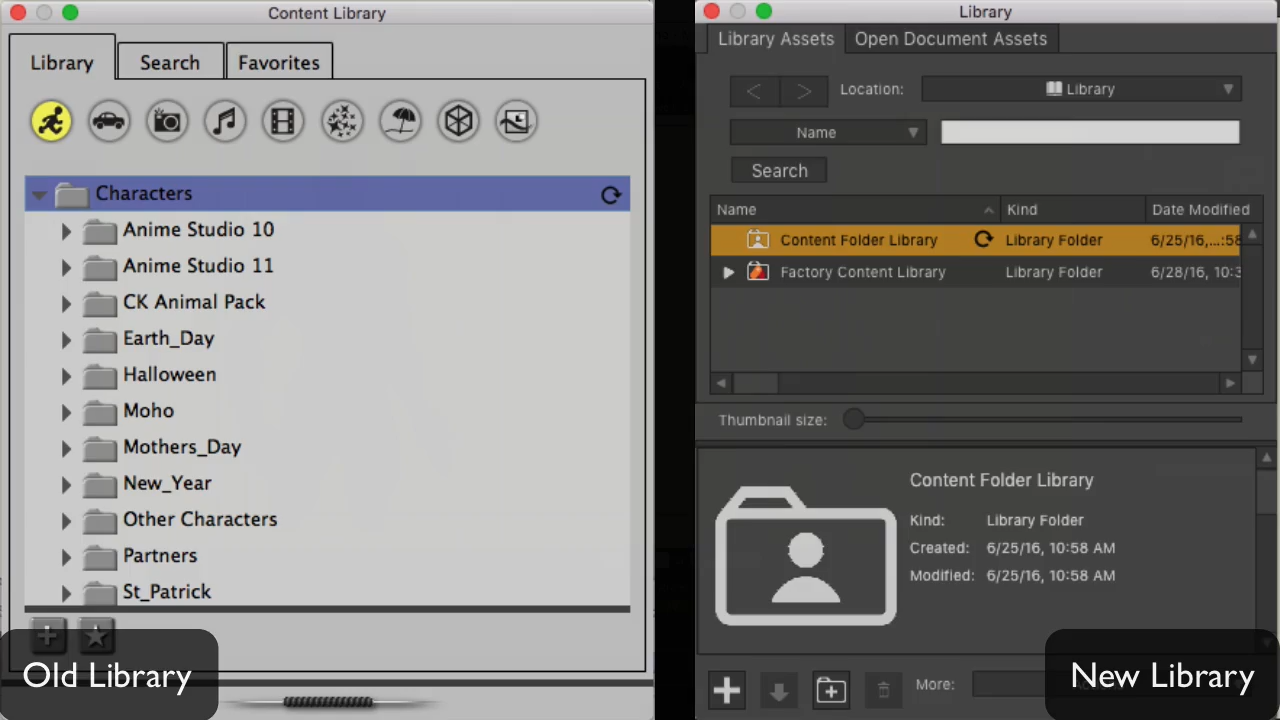 Content Library
Library
Search
Favorites
Characters
Anime Studio 10
Anime Studio 11
CK Animal Pack
Earth_Day
Halloween
Moho
Mothers_Day
New_Year
Other Characters
Partners
St_Patrick
Old Library
Library
Library Assets
Open Document Assets
Location:
Library
Name
Search
Name Kind Date Modified
Content Folder Library Library Folder 6/25/16,...:58
Factory Content Library Library Folder 6/28/16, 10:3
Thumbnail size:
Content Folder Library
Kind: Library Folder
Created: 6/25/16, 10:58 AM
Modified: 6/25/16, 10:58 AM
More:
New Library